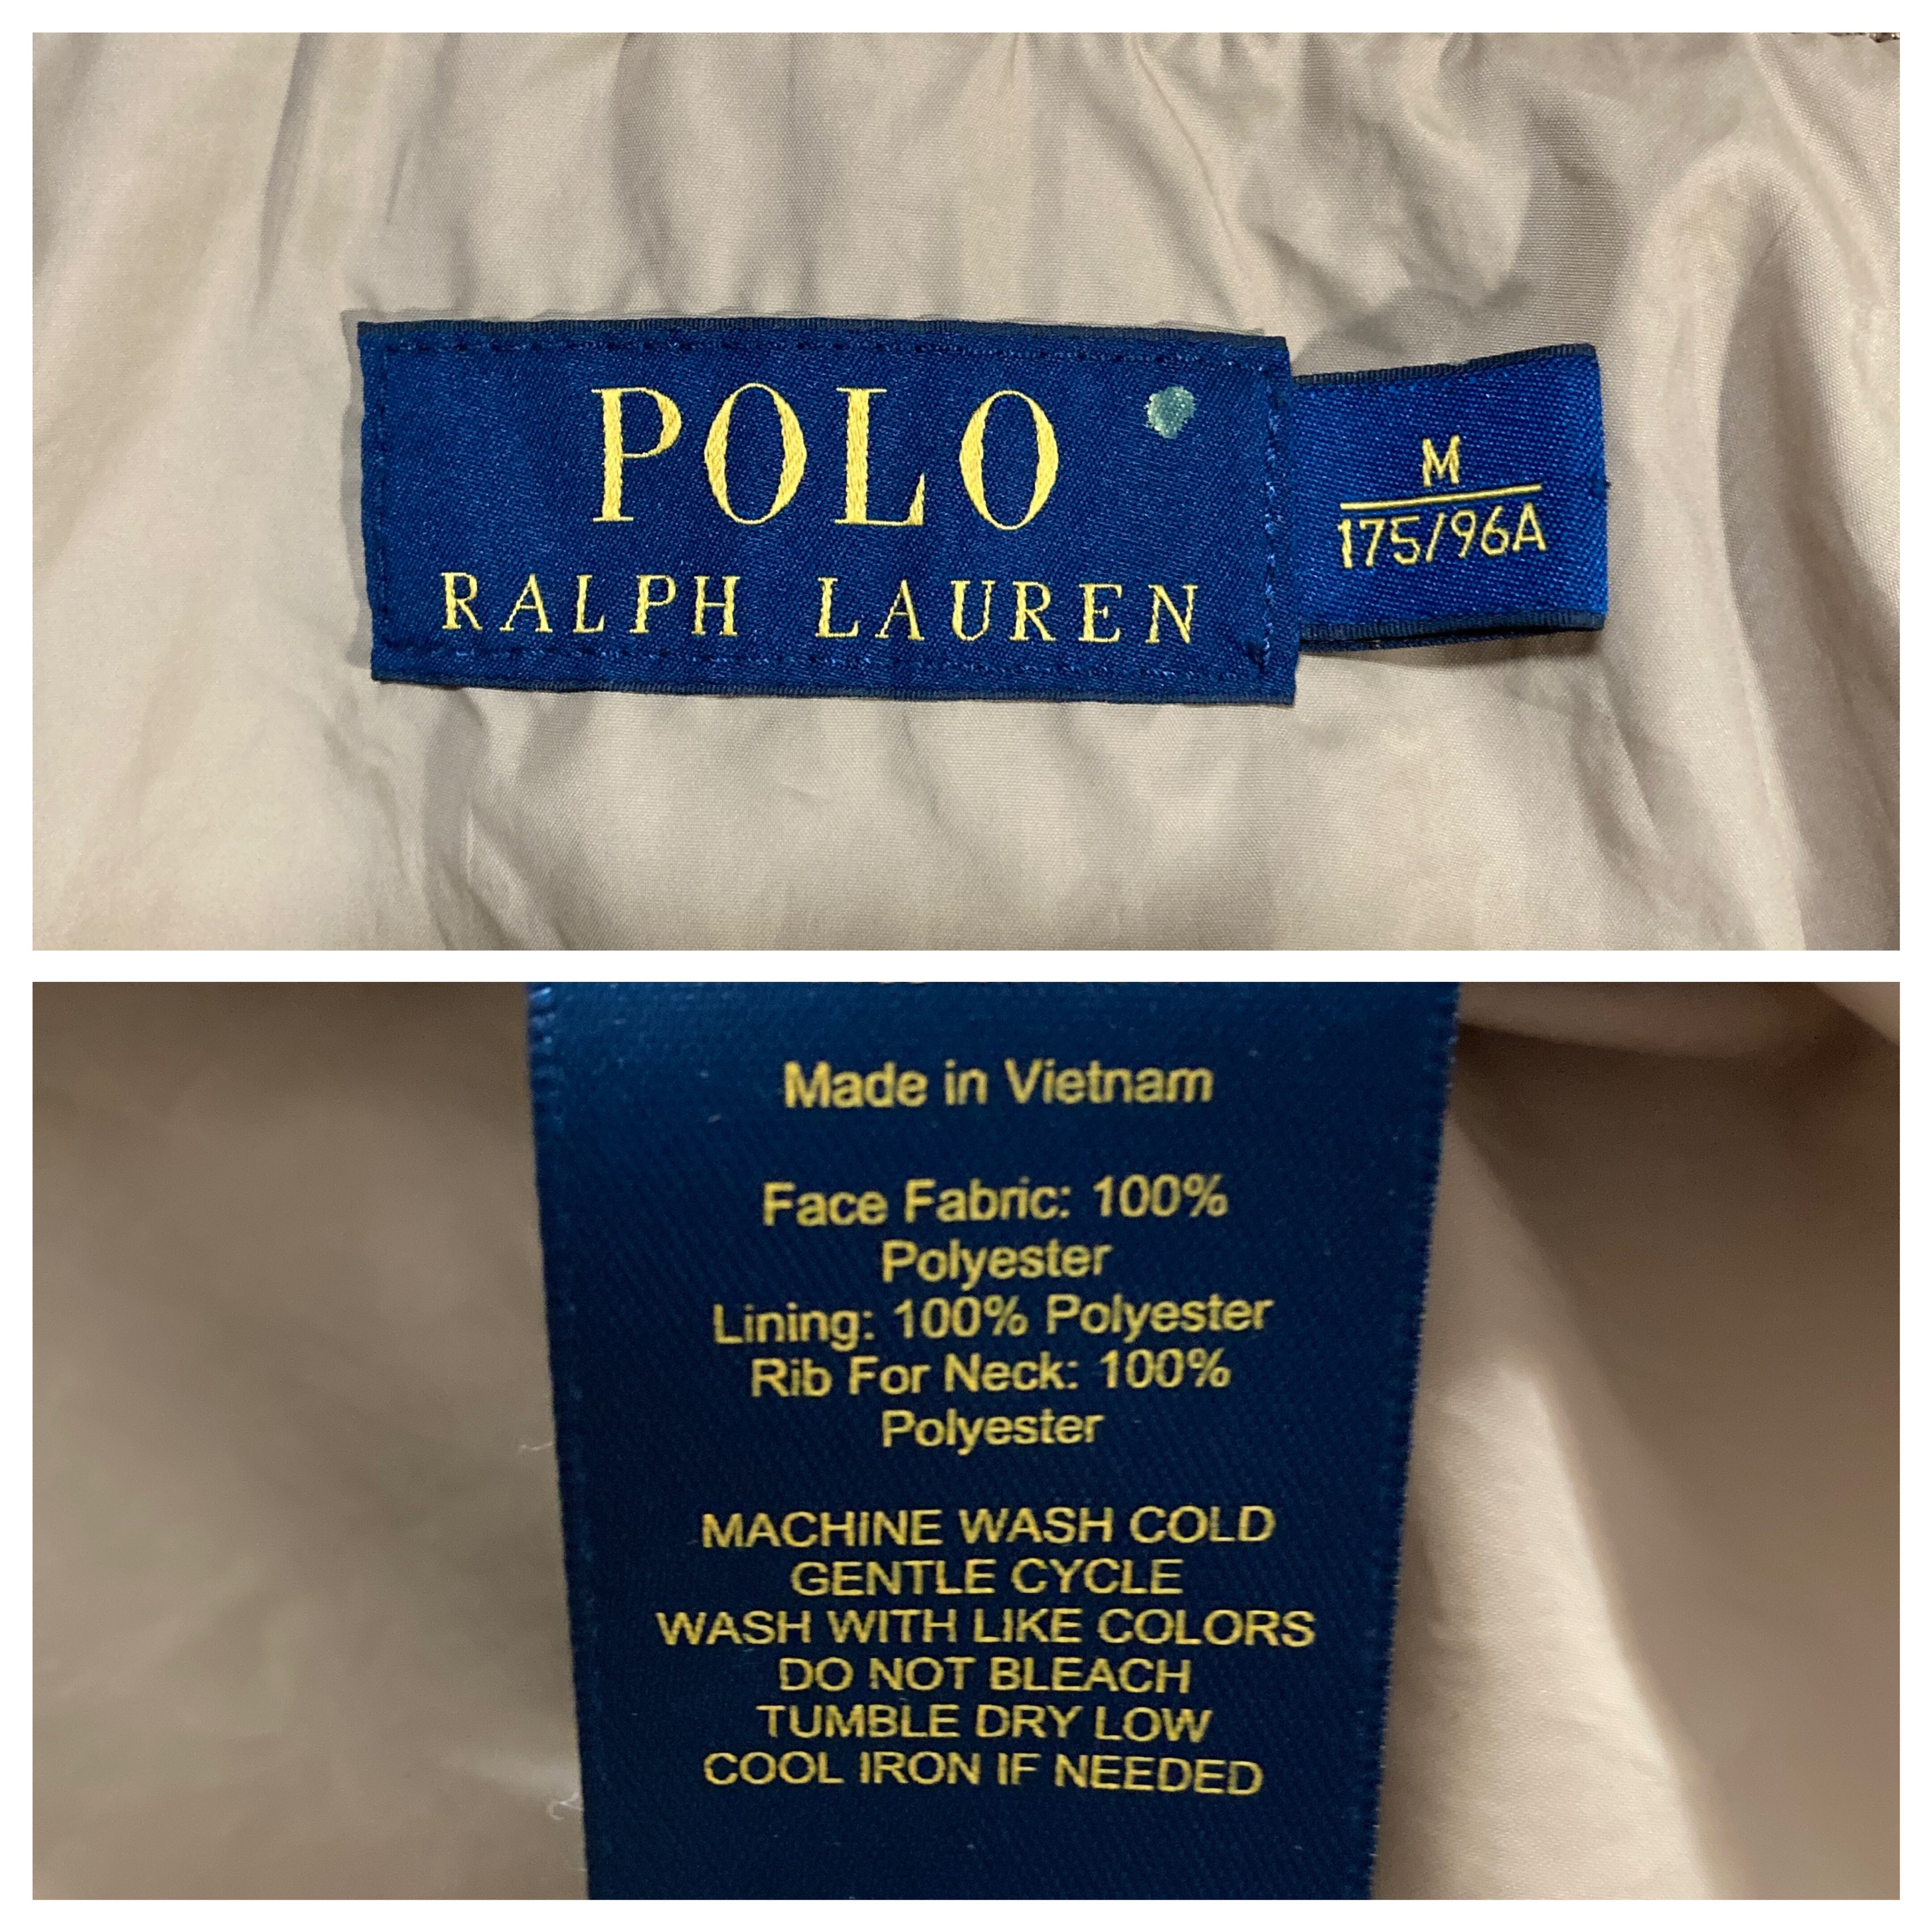 POLO
RALPH LAUREN
M
175/96A
Made in Vietnam
Face Fabric: 100%
Polyester
Lining: 100% Polyester
Rib For Neck: 100%
Polyester
MACHINE WASH COLD
GENTLE CYCLE
WASH WITH LIKE COLORS
DO NOT BLEACH
TUMBLE DRY LOW
COOL IRON IF NEEDED